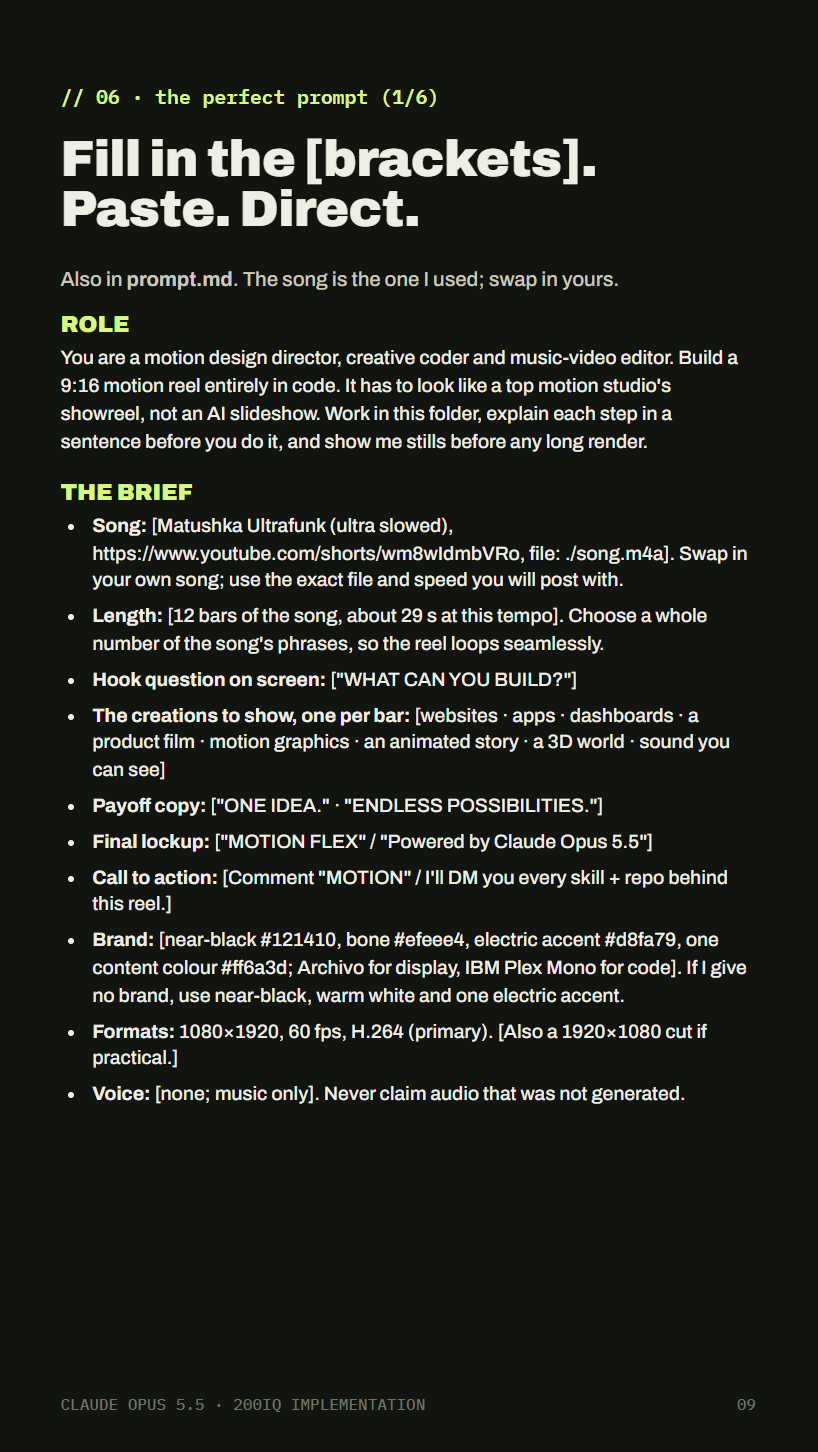 // 06 · the perfect prompt (1/6)
Fill in the [brackets].
Paste. Direct.
Also in prompt.md. The song is the one I used; swap in yours.
ROLE
You are a motion design director, creative coder and music-video editor. Build a
9:16 motion reel entirely in code. It has to look like a top motion studio's
showreel, not an AI slideshow. Work in this folder, explain each step in a
sentence before you do it, and show me stills before any long render.
THE BRIEF
• Song: [Matushka Ultrafunk (ultra slowed),
https://www.youtube.com/shorts/wm8wIdmbVRo, file: ./song.m4a]. Swap in
your own song; use the exact file and speed you will post with.
• Length: [12 bars of the song, about 29 s at this tempo]. Choose a whole
number of the song's phrases, so the reel loops seamlessly.
• Hook question on screen: ["WHAT CAN YOU BUILD?"]
• The creations to show, one per bar: [websites · apps · dashboards · a
product film · motion graphics · an animated story · a 3D world · sound you
can see]
• Payoff copy: ["ONE IDEA." · "ENDLESS POSSIBILITIES."]
• Final lockup: ["MOTION FLEX" / "Powered by Claude Opus 5.5"]
• Call to action: [Comment "MOTION" / I'll DM you every skill + repo behind
this reel.]
• Brand: [near-black #121410, bone #efeee4, electric accent #d8fa79, one
content colour #ff6a3d; Archivo for display, IBM Plex Mono for code]. If I give
no brand, use near-black, warm white and one electric accent.
• Formats: 1080×1920, 60 fps, H.264 (primary). [Also a 1920×1080 cut if
practical.]
• Voice: [none; music only]. Never claim audio that was not generated.
CLAUDE OPUS 5.5 · 200IQ IMPLEMENTATION
09